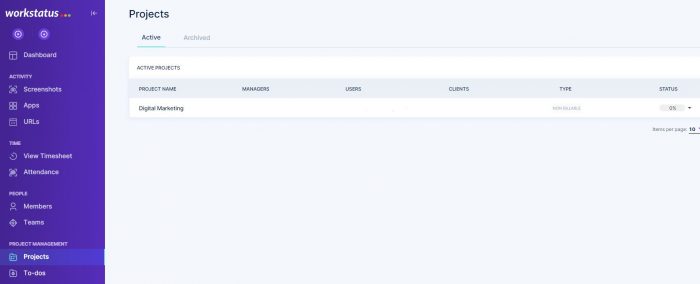 workstatus
Projects
Active Archived
Dashboard
ACTIVITY
ACTIVE PROJECTS
Screenshots
PROJECT NAME MANAGERS USERS CLIENTS TYPE STATUS
Apps
Digital Marketing NON BILLABLE 0%
URLs
Items per page: 10
TIME
View Timesheet
Attendance
PEOPLE
Members
Teams
PROJECT MANAGEMENT
Projects
To-dos